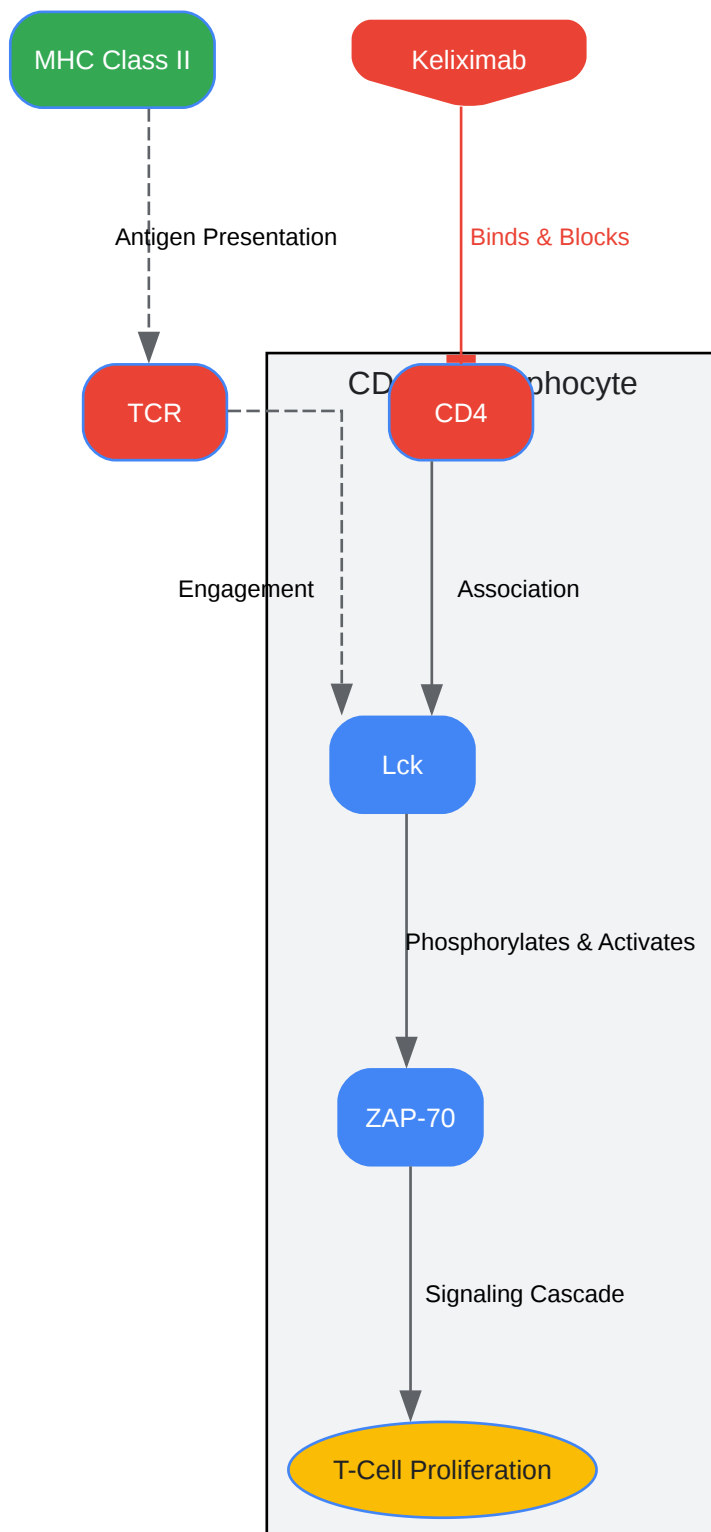 MHC Class II
Keliximab
Antigen Presentation
Binds & Blocks
TCR
CD4
Engagement
Association
Lck
Phosphorylates & Activates
ZAP-70
Signaling Cascade
T-Cell Proliferation